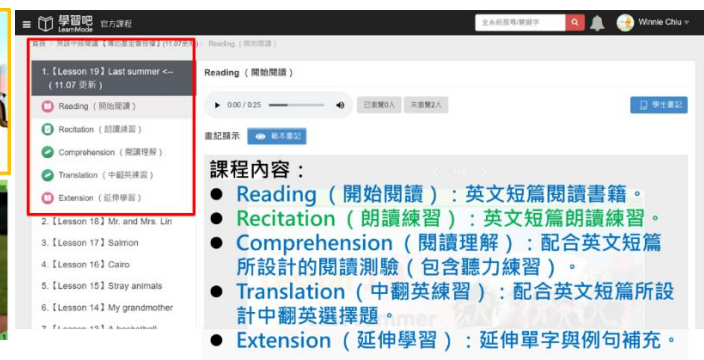 學習吧 官方課程
LearnMode
全系統搜尋/關鍵字
Winnie Chiu
Reading (開始閱讀)
1.【Lesson 19】Last summer <--
(11.07 更新)
Reading (開始閱讀)
Recitation (朗讀練習)
Comprehension (閱讀理解)
Translation (中翻英練習)
Extension (延伸學習)
2.【Lesson 18】Mr. and Mrs. Lin
3.【Lesson 17】Salmon
4.【Lesson 16】Cairo
5.【Lesson 15】Stray animals
6.【Lesson 14】My grandmother
Reading (開始閱讀)
0:00 / 0:25
已重覽0人 未重覽2人
學生畫記
畫記顯示 範本畫記
課程內容:
● Reading (開始閱讀):英文短篇閱讀書籍。
● Recitation (朗讀練習):英文短篇朗讀練習。
● Comprehension (閱讀理解):配合英文短篇
所設計的閱讀測驗(包含聽力練習)。
● Translation (中翻英練習):配合英文短篇所設
計中翻英選擇題。
● Extension (延伸學習):延伸單字與例句補充。